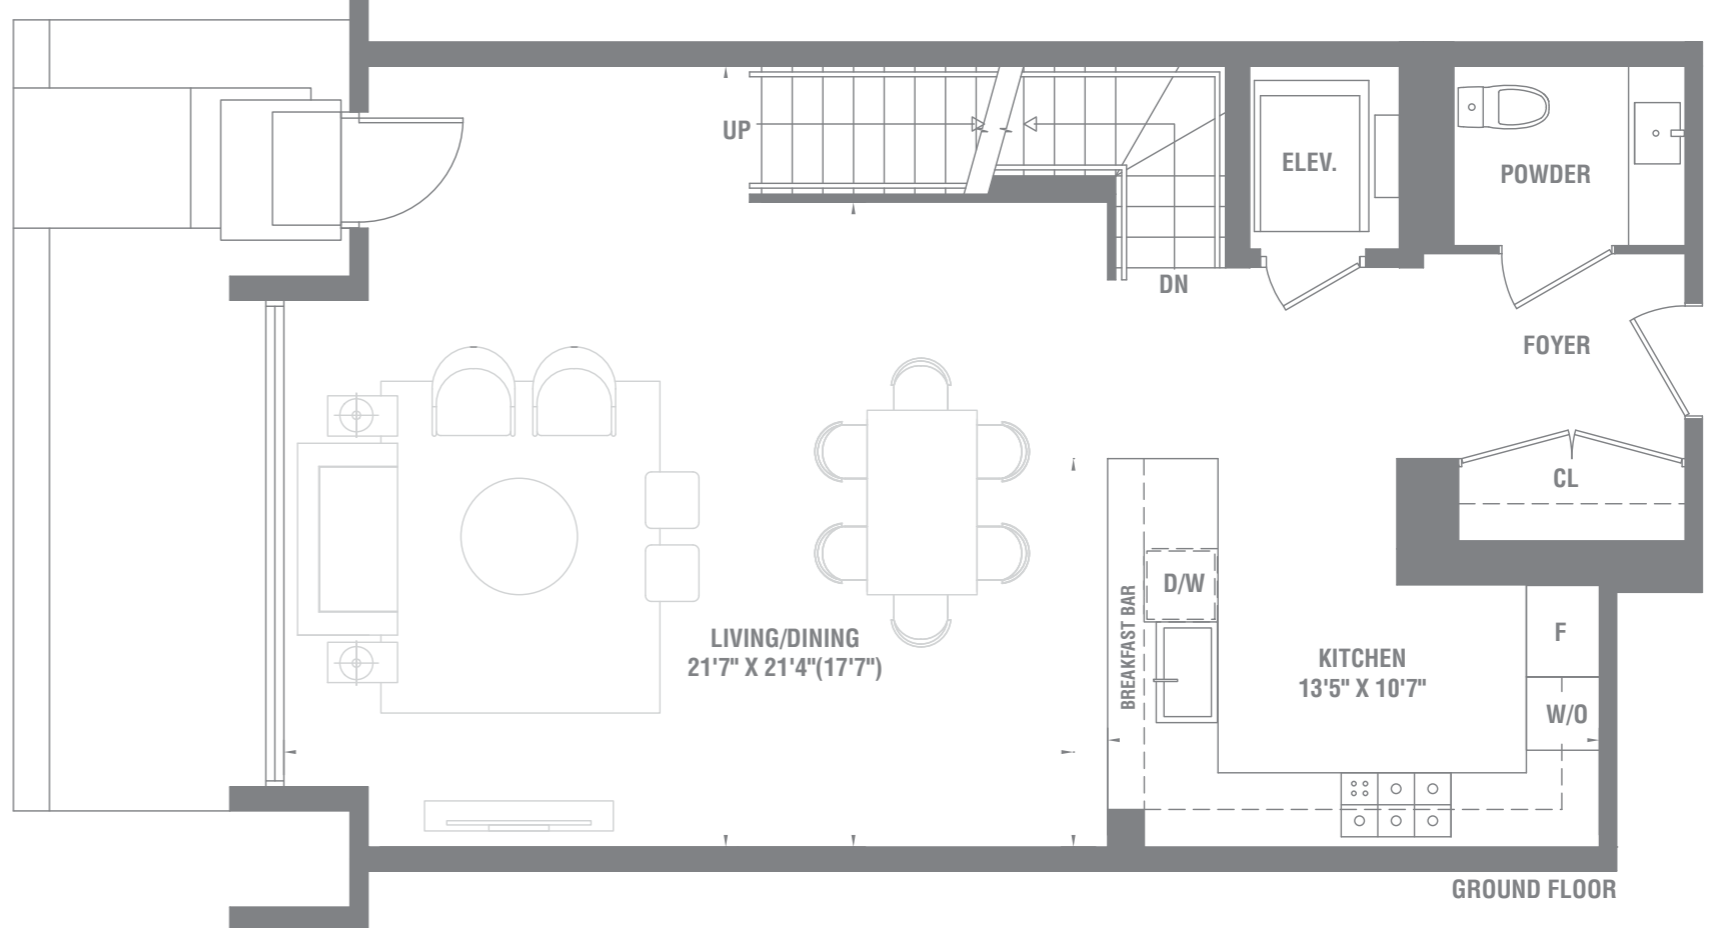 UP
ELEV.
POWDER
DN
FOYER
CL
D/W
BREAKFAST BAR
LIVING/DINING
21'7" X 21'4"(17'7")
F
KITCHEN
13'5" X 10'7"
W/O
GROUND FLOOR